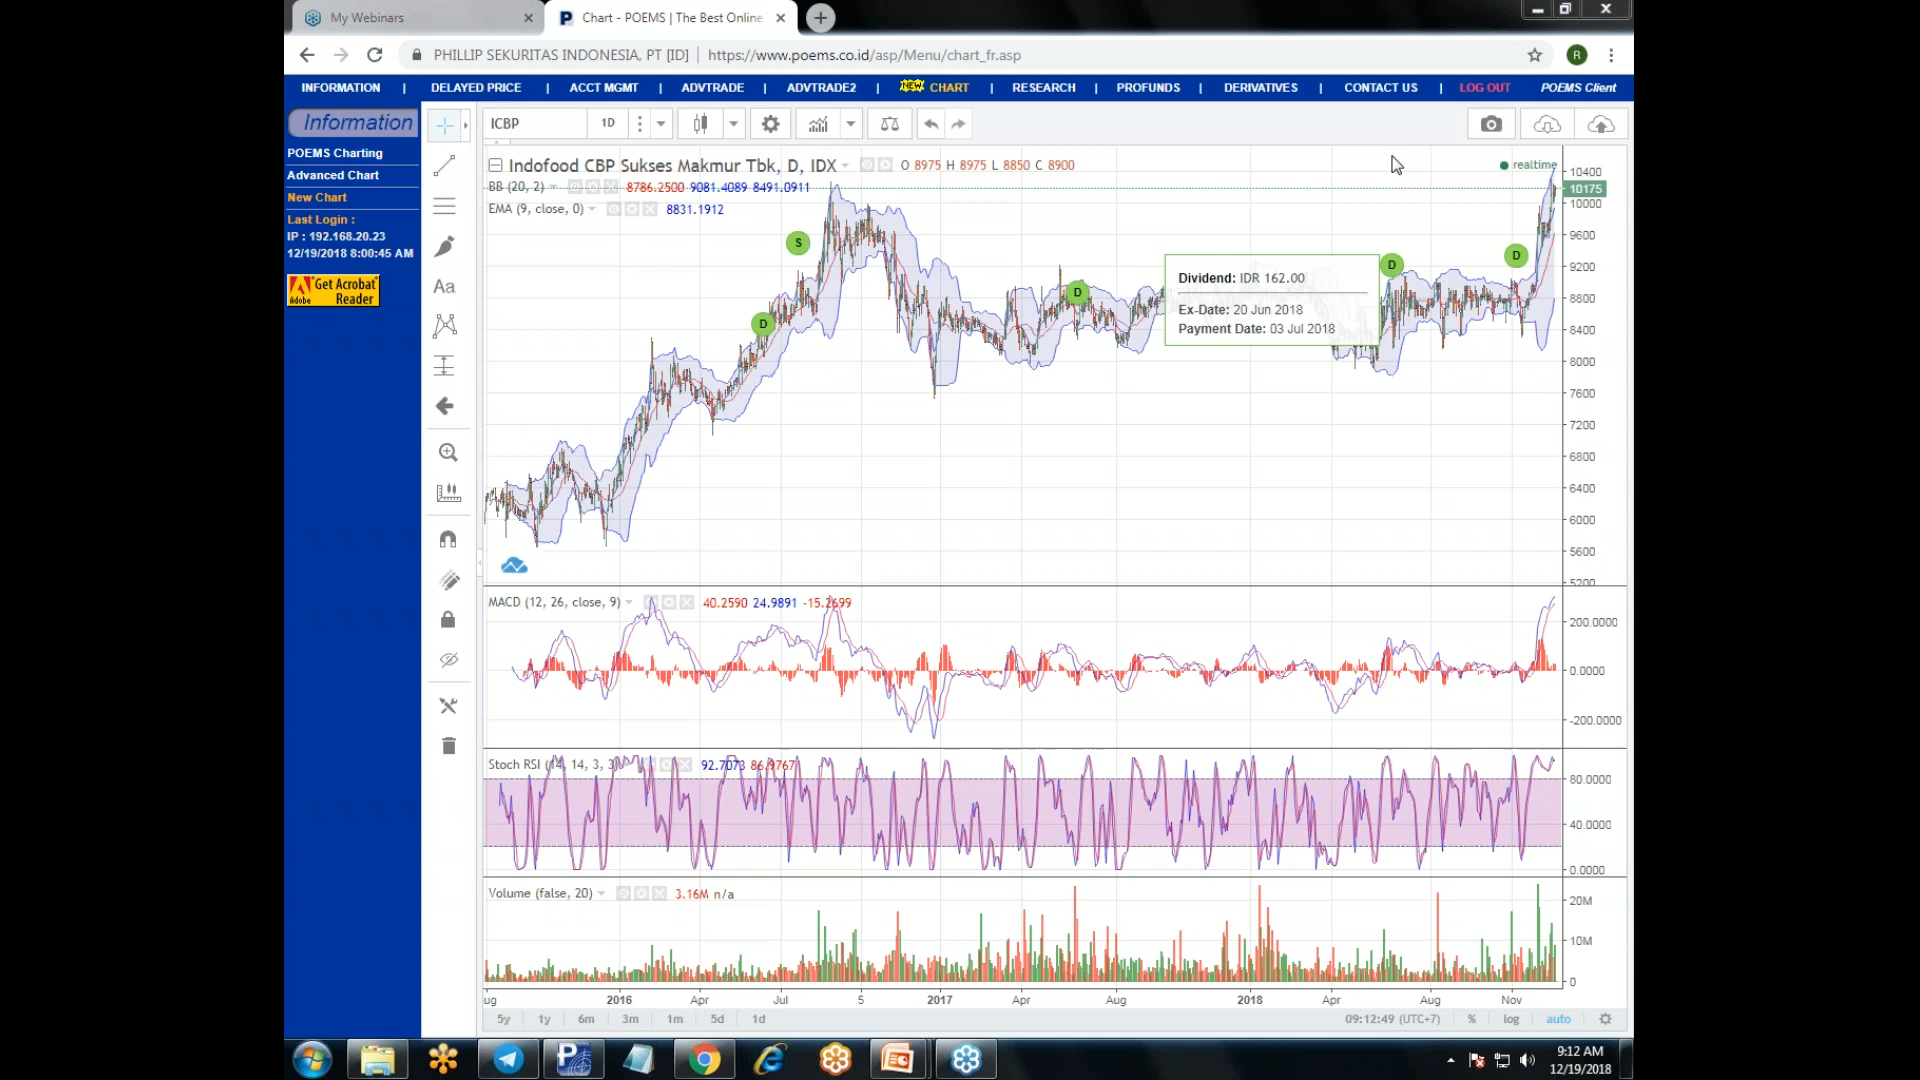 My Webinars
Chart - POEMS | The Best Online
PHILLIP SEKURITAS INDONESIA, PT [ID] | https://www.poems.co.id/asp/Menu/chart_fr.asp
R
INFORMATION | DELAYED PRICE | ACCT MGMT | ADVTRADE | ADVTRADE2 | NEW CHART | RESEARCH | PROFUNDS | DERIVATIVES | CONTACT US | LOG OUT POEMS Client
Information
POEMS Charting
Advanced Chart
New Chart
Last Login :
IP : 192.168.20.23
12/19/2018 8:00:45 AM
Get Acrobat
Adobe Reader
Aa
ICBP 1D
Indofood CBP Sukses Makmur Tbk, D, IDX O 8975 H 8975 L 8850 C 8900
realtime
BB (20, 2) 8786.2500 9081.4089 8491.0911
EMA (9, close, 0) 8831.1912
S
D
D
D
D
Dividend: IDR 162.00
Ex-Date: 20 Jun 2018
Payment Date: 03 Jul 2018
10400
10175
10000
9600
9200
8800
8400
8000
7600
7200
6800
6400
6000
5600
5200
MACD (12, 26, close, 9) 40.2590 24.9891 -15.2699
200.0000
0.0000
-200.0000
Stoch RSI (14, 14, 3, 3) 92.7073 86.9767
80.0000
40.0000
0.0000
Volume (false, 20) 3.16M n/a
20M
10M
0
ug 2016 Apr Jul 5 2017 Apr Aug 2018 Apr Aug Nov
5y 1y 6m 3m 1m 5d 1d
09:12:49 (UTC+7) % log auto
9:12 AM
12/19/2018